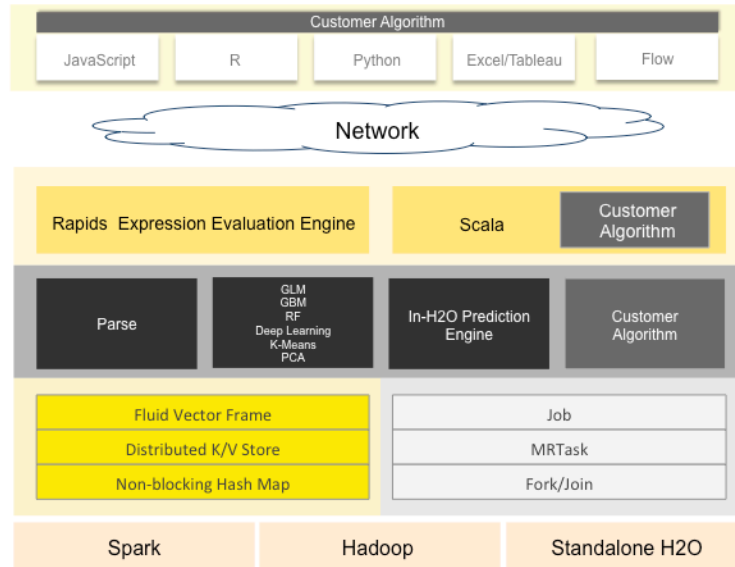 Customer Algorithm
JavaScript
R
Python
Excel/Tableau
Flow
Network
Rapids Expression Evaluation Engine
Scala
Customer
Algorithm
Parse
GLM
GBM
RF
Deep Learning
K-Means
PCA
In-H2O Prediction
Engine
Customer
Algorithm
Fluid Vector Frame
Distributed K/V Store
Non-blocking Hash Map
Job
MRTask
Fork/Join
Spark
Hadoop
Standalone H2O